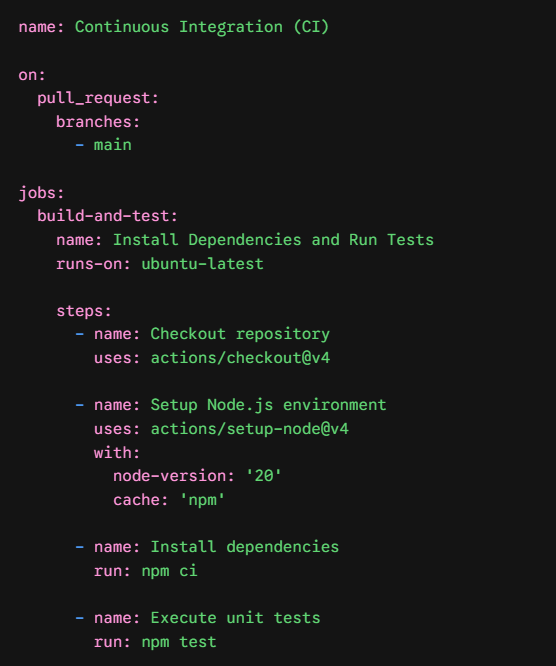 name: Continuous Integration (CI)
on:
  pull_request:
    branches:
      - main
jobs:
  build-and-test:
    name: Install Dependencies and Run Tests
    runs-on: ubuntu-latest
    steps:
      - name: Checkout repository
        uses: actions/checkout@v4
      - name: Setup Node.js environment
        uses: actions/setup-node@v4
        with:
          node-version: '20'
          cache: 'npm'
      - name: Install dependencies
        run: npm ci
      - name: Execute unit tests
        run: npm test